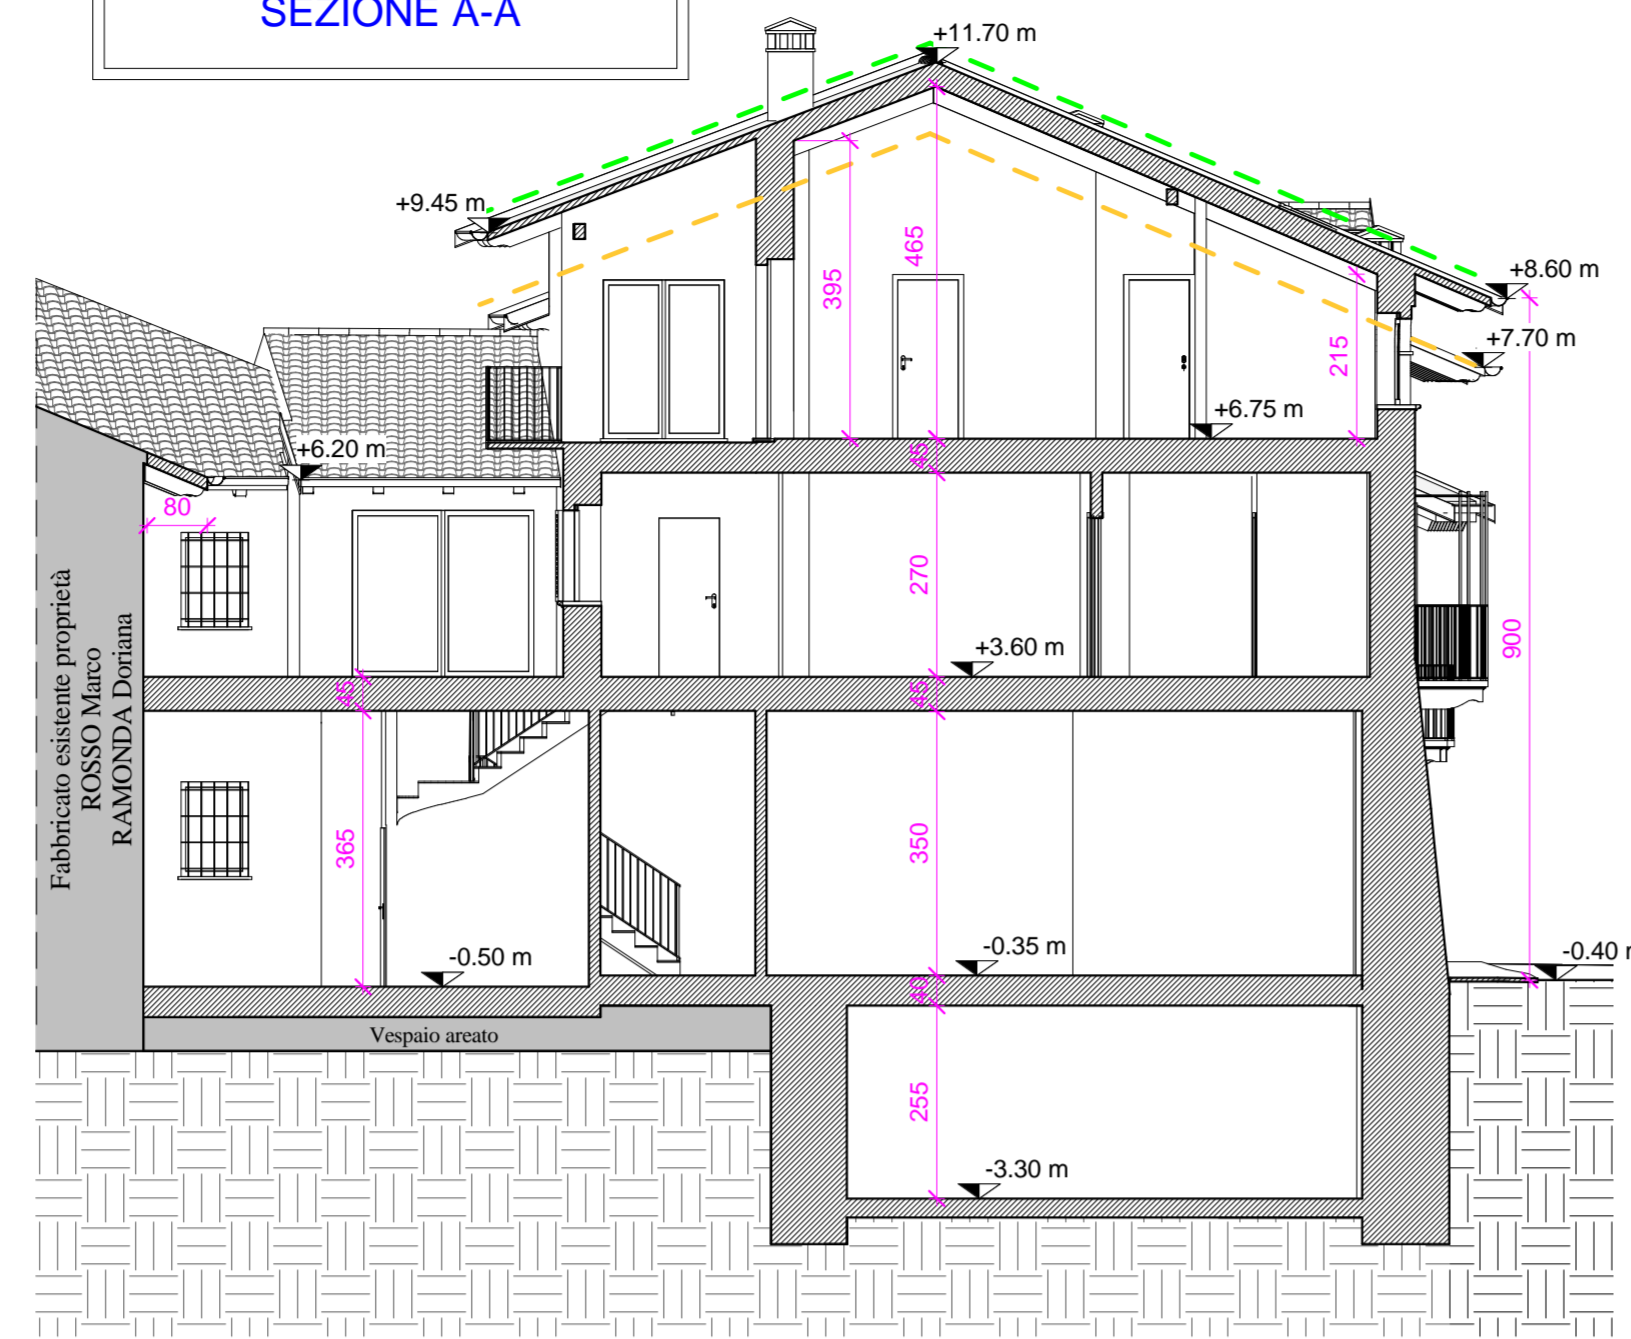 SEZIONE A-A
+11.70 m
+9.45 m
+8.60 m
+7.70 m
+6.75 m
+6.20 m
+3.60 m
-0.50 m
-0.35 m
-0.40 m
-3.30 m
465
395
215
45
80
270
900
45
45
365
350
40
255
Fabbricato esistente proprietà
ROSSO Marco
RAMONDA Doriana
Vespaio areato